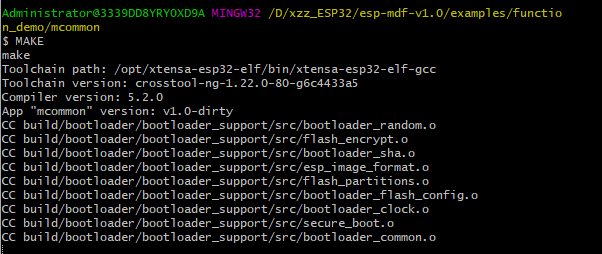 Administrator@3339DD8YRYOXD9A MINGW32 /D/xzz_ESP32/esp-mdf-v1.0/examples/functio
n_demo/mcommon
$ MAKE
make
Toolchain path: /opt/xtensa-esp32-elf/bin/xtensa-esp32-elf-gcc
Toolchain version: crosstool-ng-1.22.0-80-g6c4433a5
Compiler version: 5.2.0
App "mcommon" version: v1.0-dirty
CC build/bootloader/bootloader_support/src/bootloader_random.o
CC build/bootloader/bootloader_support/src/flash_encrypt.o
CC build/bootloader/bootloader_support/src/bootloader_sha.o
CC build/bootloader/bootloader_support/src/esp_image_format.o
CC build/bootloader/bootloader_support/src/flash_partitions.o
CC build/bootloader/bootloader_support/src/bootloader_flash_config.o
CC build/bootloader/bootloader_support/src/bootloader_clock.o
CC build/bootloader/bootloader_support/src/secure_boot.o
CC build/bootloader/bootloader_support/src/bootloader_common.o